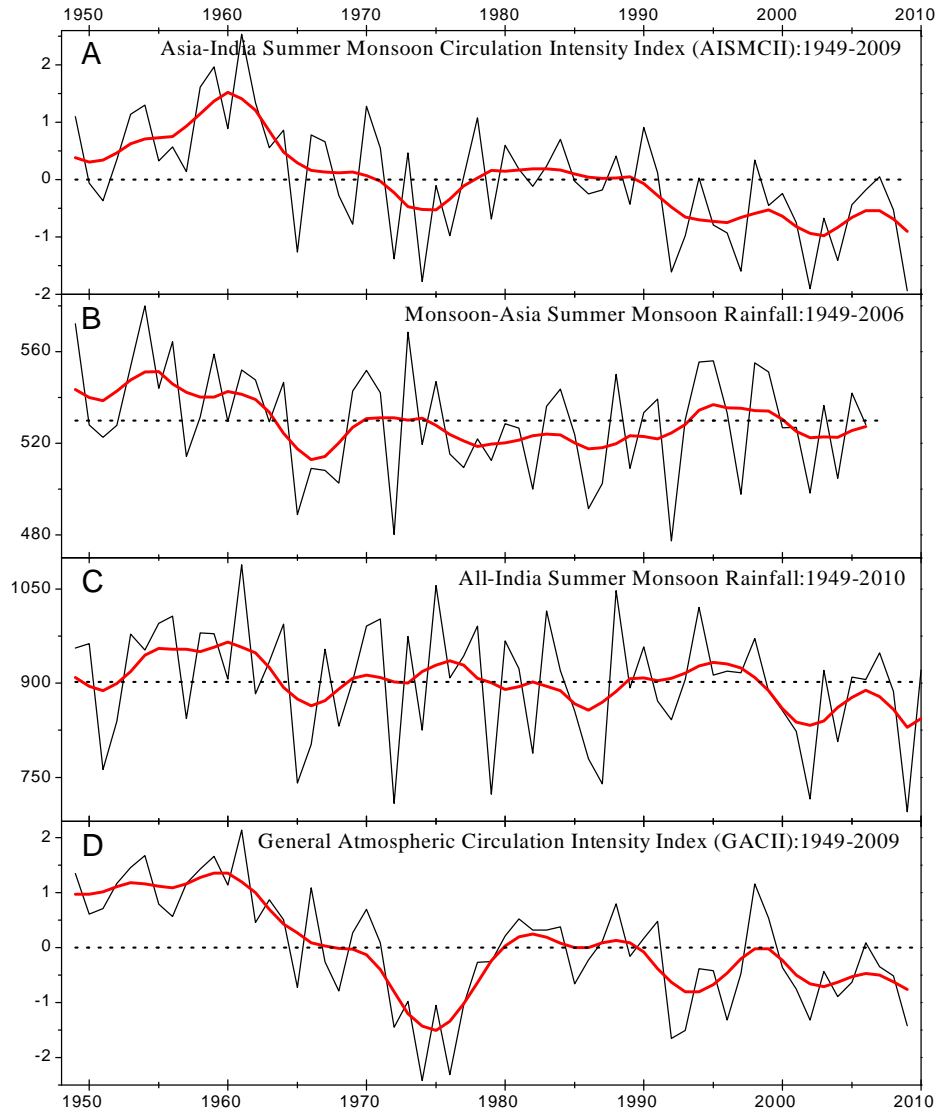 1950 1960 1970 1980 1990 2000 2010
A Asia-India Summer Monsoon Circulation Intensity Index (AISMCII):1949-2009
2
1
0
-1
-2
B Monsoon-Asia Summer Monsoon Rainfall:1949-2006
560
520
480
C All-India Summer Monsoon Rainfall:1949-2010
1050
900
750
D General Atmospheric Circulation Intensity Index (GACII):1949-2009
2
1
0
-1
-2
1950 1960 1970 1980 1990 2000 2010